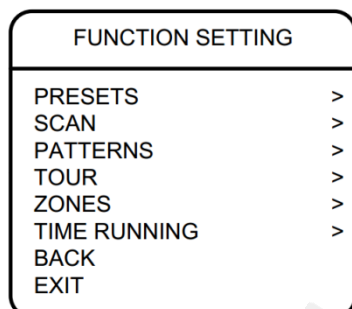 FUNCTION SETTING
PRESETS >
SCAN >
PATTERNS >
TOUR >
ZONES >
TIME RUNNING >
BACK
EXIT